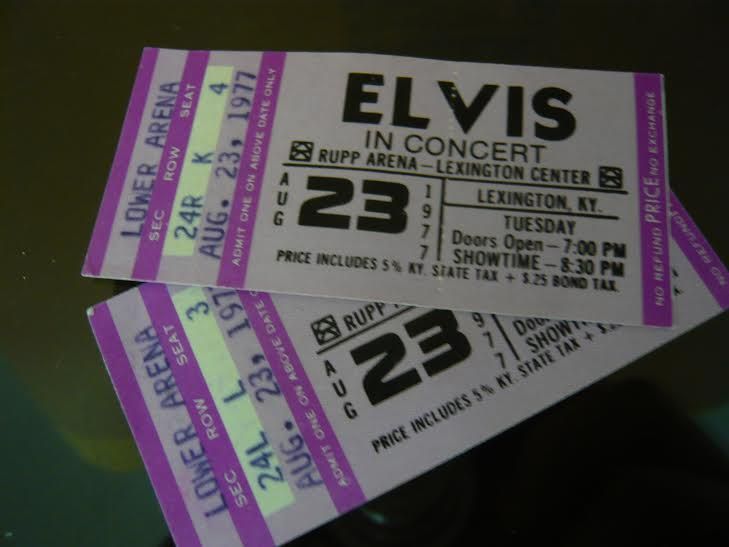 LOWER ARENA
SEC ROW SEAT
24R K 4
AUG. 23, 1977
ADMIT ONE ON ABOVE DATE ONLY
ELVIS
IN CONCERT
RUPP ARENA – LEXINGTON CENTER
AUG
23
1977
LEXINGTON, KY.
TUESDAY
Doors Open – 7:00 PM
SHOWTIME – 8:30 PM
PRICE INCLUDES 5% KY. STATE TAX + $.25 BOND TAX.
NO REFUND PRICE NO EXCHANGE
LOWER ARENA
SEC ROW SEAT
24L L 3
AUG. 23, 197
ADMIT ONE ON ABOVE DATE O
RUPP
AUG
23
977
Doo
SHOWTI
PRICE INCLUDES 5% KY. STATE TAX + $.
NO REFUND